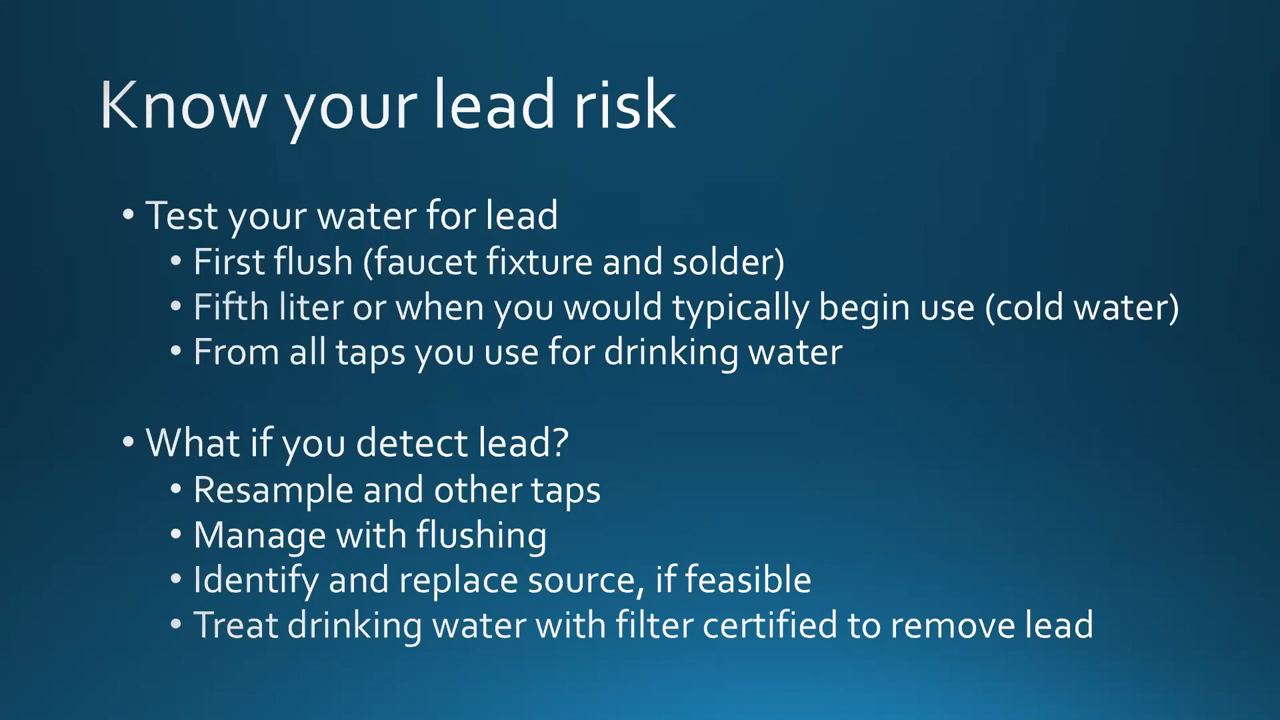 Know your lead risk
• Test your water for lead
• First flush (faucet fixture and solder)
• Fifth liter or when you would typically begin use (cold water)
• From all taps you use for drinking water
• What if you detect lead?
• Resample and other taps
• Manage with flushing
• Identify and replace source, if feasible
• Treat drinking water with filter certified to remove lead